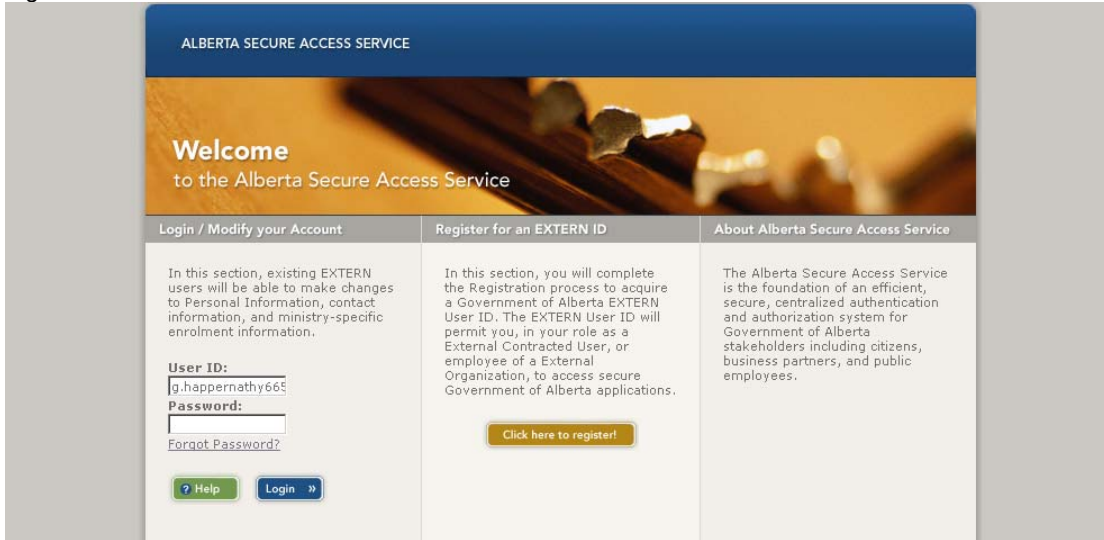 ALBERTA SECURE ACCESS SERVICE
Welcome
to the Alberta Secure Access Service
Login / Modify your Account
In this section, existing EXTERN
users will be able to make changes
to Personal Information, contact
information, and ministry-specific
enrolment information.
User ID:
g.happernathy665
Password:
Forgot Password?
? Help
Login »
Register for an EXTERN ID
In this section, you will complete
the Registration process to acquire
a Government of Alberta EXTERN
User ID. The EXTERN User ID will
permit you, in your role as a
External Contracted User, or
employee of a External
Organization, to access secure
Government of Alberta applications.
Click here to register!
About Alberta Secure Access Service
The Alberta Secure Access Service
is the foundation of an efficient,
secure, centralized authentication
and authorization system for
Government of Alberta
stakeholders including citizens,
business partners, and public
employees.